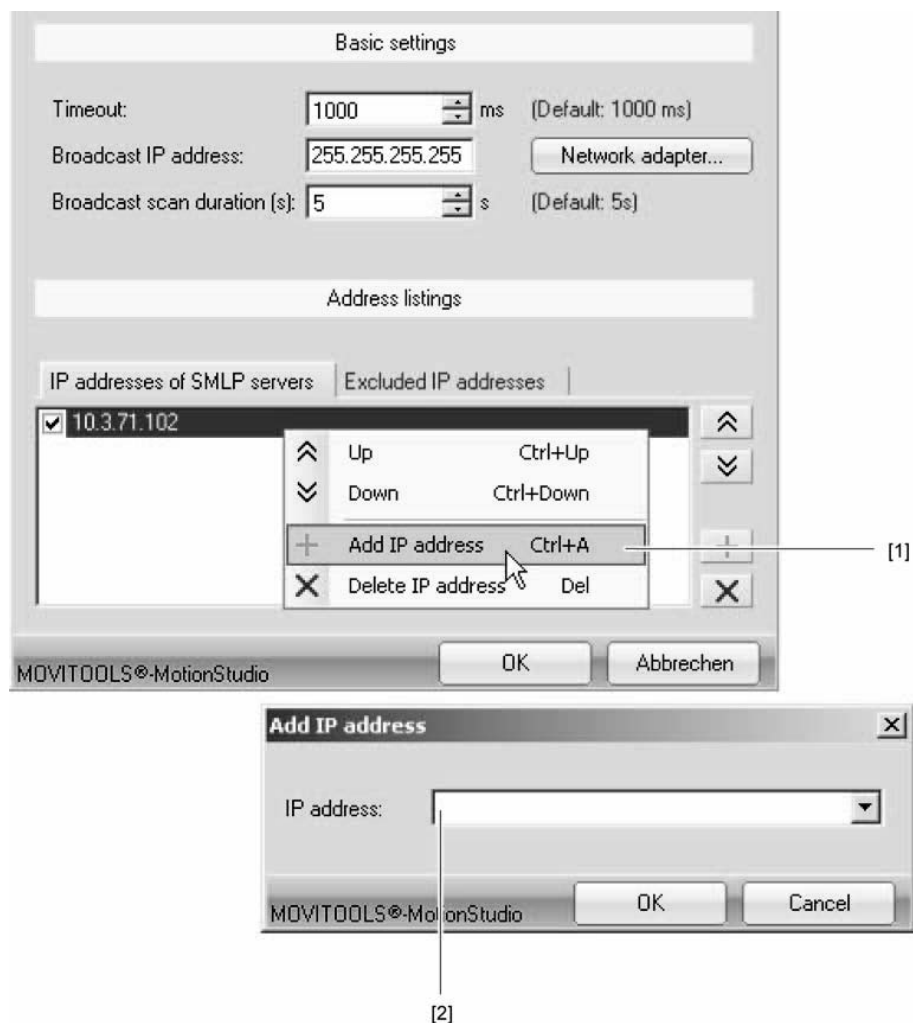 Basic settings
Timeout: 1000 ms (Default: 1000 ms)
Broadcast IP address: 255.255.255.255 Network adapter...
Broadcast scan duration (s): 5 s (Default: 5s)
Address listings
IP addresses of SMLP servers Excluded IP addresses
10.3.71.102
Up Ctrl+Up
Down Ctrl+Down
Add IP address Ctrl+A [1]
Delete IP address Del
MOVITOOLS®-MotionStudio OK Abbrechen
Add IP address
IP address:
MOVITOOLS®-MotionStudio OK Cancel
[2]